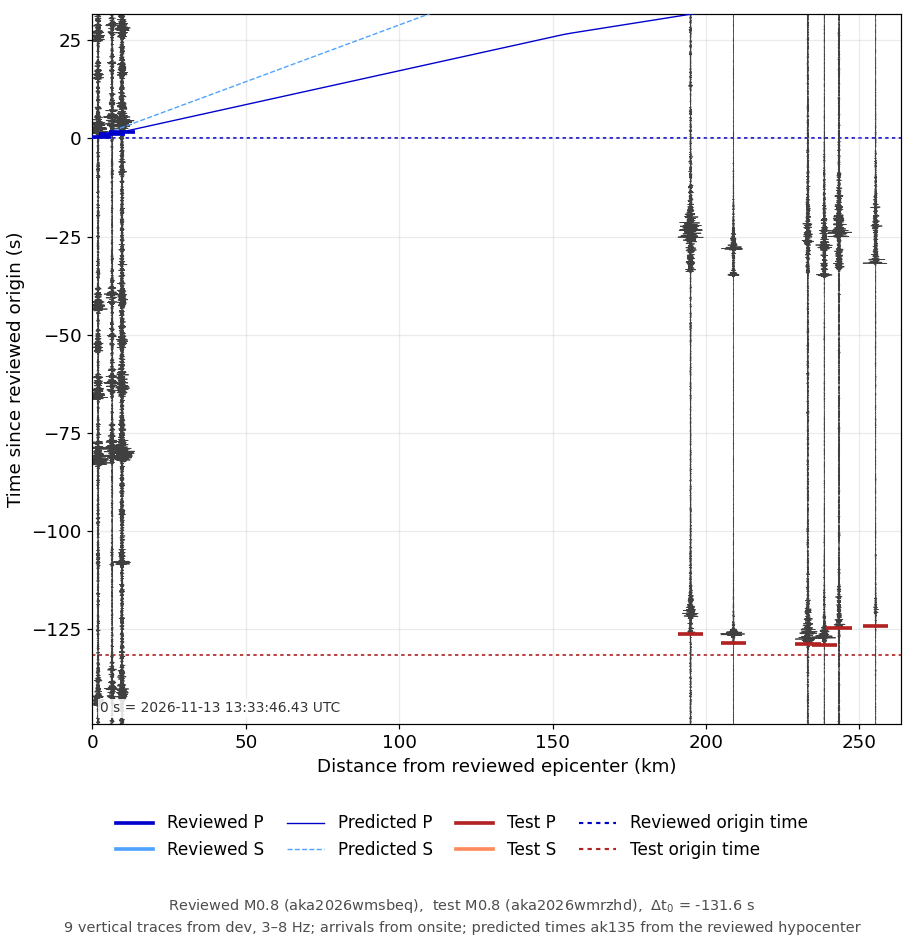 25
0
−25
−50
−75
−100
−125
Time since reviewed origin (s)
0 s = 2026-11-13 13:33:46.43 UTC
0 50 100 150 200 250
Distance from reviewed epicenter (km)
Reviewed P Predicted P Test P Reviewed origin time
Reviewed S Predicted S Test S Test origin time
Reviewed M0.8 (aka2026wmsbeq), test M0.8 (aka2026wmrzhd), Δt₀ = -131.6 s
9 vertical traces from dev, 3–8 Hz; arrivals from onsite; predicted times ak135 from the reviewed hypocenter